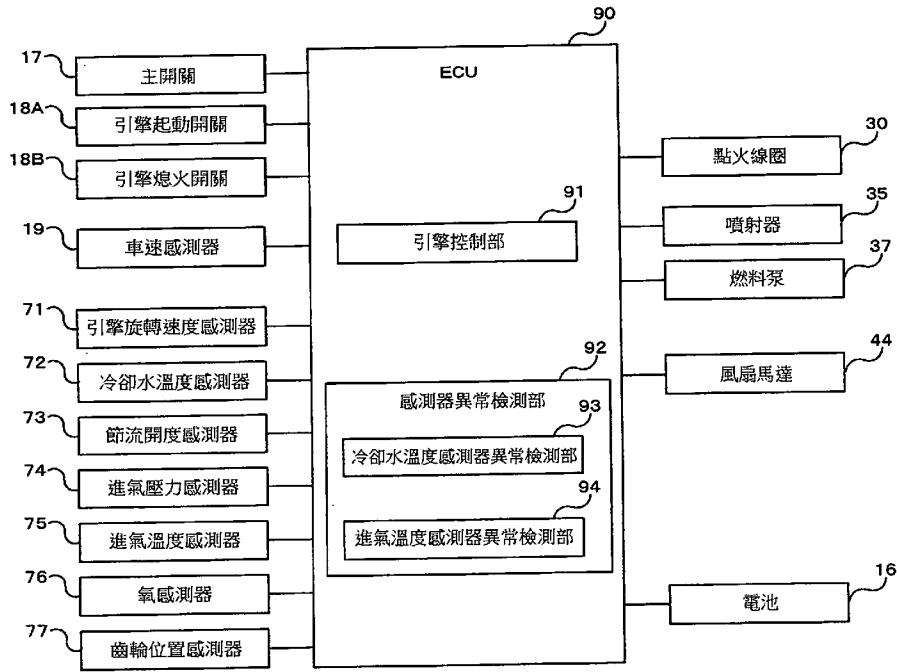 90
ECU
17
主開關
18A
引擎起動開關
18B
引擎熄火開關
19
車速感測器
71
引擎旋轉速度感測器
72
冷卻水溫度感測器
73
節流開度感測器
74
進氣壓力感測器
75
進氣溫度感測器
76
氧感測器
77
齒輪位置感測器
91
引擎控制部
92
感測器異常檢測部
93
冷卻水溫度感測器異常檢測部
94
進氣溫度感測器異常檢測部
30
點火線圈
35
噴射器
37
燃料泵
44
風扇馬達
16
電池